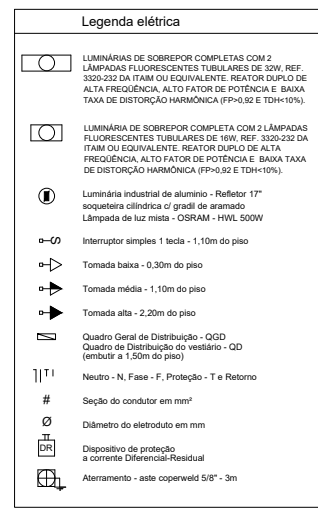 Legenda elétrica
LUMINÁRIAS DE SOBREPOR COMPLETAS COM 2
LÂMPADAS FLUORESCENTES TUBULARES DE 32W, REF.
3320-232 DA ITAIM OU EQUIVALENTE. REATOR DUPLO DE
ALTA FREQÜÊNCIA, ALTO FATOR DE POTÊNCIA E BAIXA
TAXA DE DISTORÇÃO HARMÔNICA (FP>0,92 E TDH<10%).
LUMINÁRIA DE SOBREPOR COMPLETA COM 2 LÂMPADAS
FLUORESCENTES TUBULARES DE 16W, REF. 3320-232 DA
ITAIM OU EQUIVALENTE. REATOR DUPLO DE ALTA
FREQÜÊNCIA, ALTO FATOR DE POTÊNCIA E BAIXA TAXA
DE DISTORÇÃO HARMÔNICA (FP>0,92 E TDH<10%).
Luminária industrial de aluminio - Refletor 17"
soqueteira cilíndrica c/ gradil de aramado
Lâmpada de luz mista - OSRAM - HWL 500W
Interruptor simples 1 tecla - 1,10m do piso
Tomada baixa - 0,30m do piso
Tomada média - 1,10m do piso
Tomada alta - 2,20m do piso
Quadro Geral de Distribuição - QGD
Quadro de Distribuição do vestiário - QD
(embutir a 1,50m do piso)
Neutro - N, Fase - F, Proteção - T e Retorno
# Seção do condutor em mm²
Ø Diâmetro do eletroduto em mm
DR Dispositivo de proteção
a corrente Diferencial-Residual
Aterramento - aste coperweld 5/8" - 3m